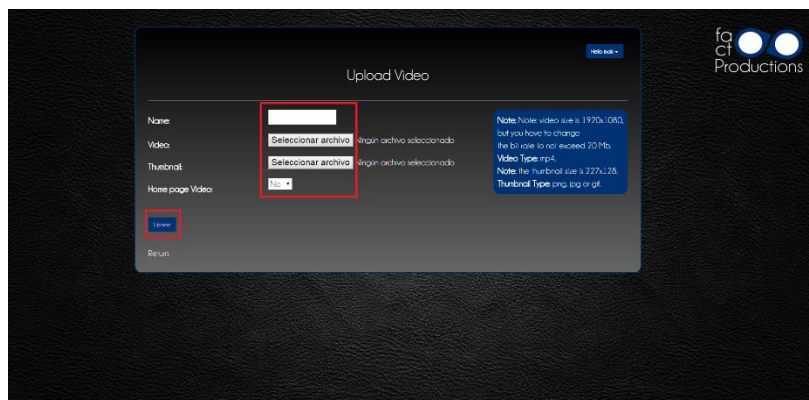 fa
ct
Productions
Hello mak
Upload Video
Name:
Video:
Seleccionar archivo Ningún archivo seleccionado
Thumbnail:
Seleccionar archivo Ningún archivo seleccionado
Home page Video:
No
Note: Note: video size is 1920x1080,
but you have to change
the bit rate to not exceed 20 Mb.
Video Type: mp4.
Note: the thumbnail size is 227x128.
Thumbnail Type: png, jpg or gif.
Upload
Return